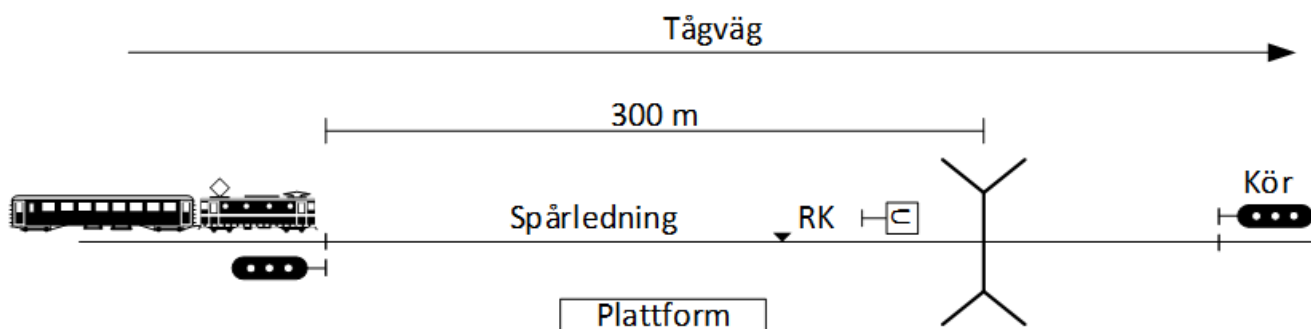 Tågväg
300 m
Kör
Spårledning
RK
U
Plattform